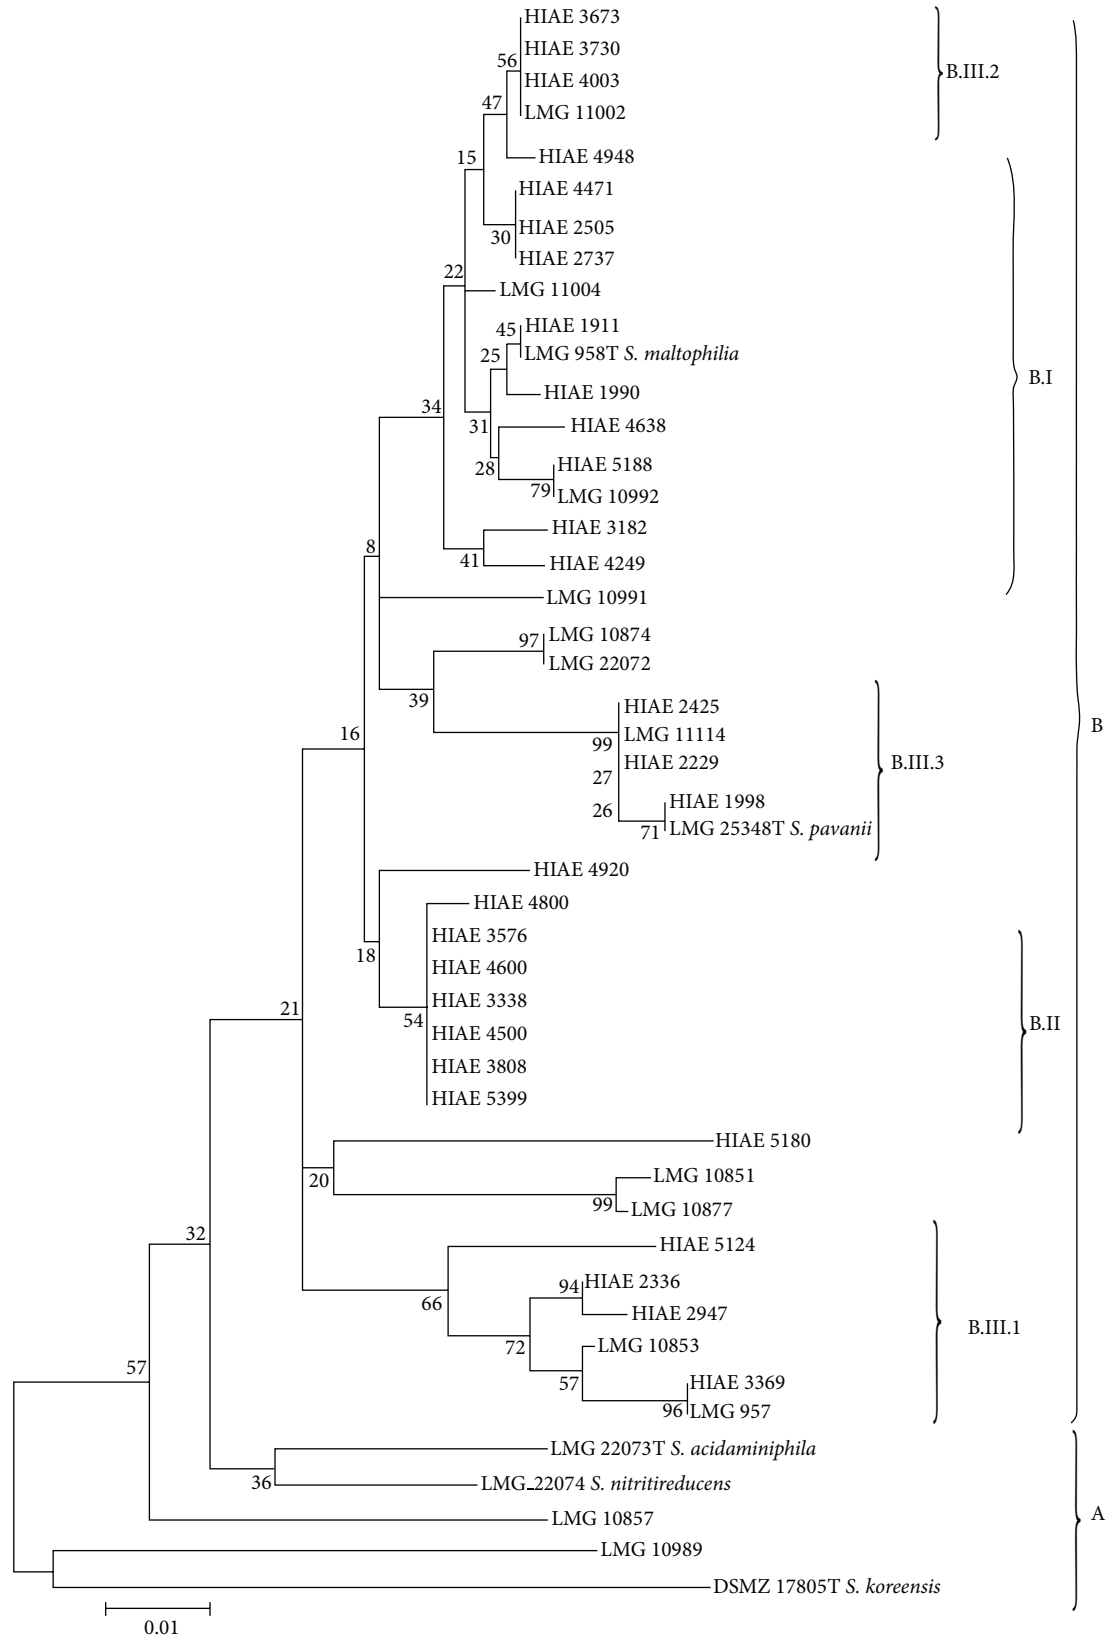 HIAE 3673
HIAE 3730
56
HIAE 4003
B.III.2
47
LMG 11002
15
HIAE 4948
HIAE 4471
HIAE 2505
30
HIAE 2737
22
LMG 11004
45
HIAE 1911
25
LMG 958T S. maltophilia
B.I
HIAE 1990
34
31
HIAE 4638
28
HIAE 5188
79
LMG 10992
HIAE 3182
8
41
HIAE 4249
LMG 10991
97
LMG 10874
LMG 22072
39
HIAE 2425
16
99
LMG 11114
B
27
HIAE 2229
B.III.3
26
HIAE 1998
71
LMG 25348T S. pavanii
HIAE 4920
HIAE 4800
HIAE 3576
18
HIAE 4600
21
HIAE 3338
54
HIAE 4500
B.II
HIAE 3808
HIAE 5399
HIAE 5180
20
LMG 10851
99
LMG 10877
32
HIAE 5124
66
94
HIAE 2336
HIAE 2947
B.III.1
72
LMG 10853
57
57
HIAE 3369
96
LMG 957
LMG 22073T S. acidaminiphila
36
LMG_22074 S. nitritireducens
LMG 10857
A
LMG 10989
DSMZ 17805T S. koreensis
0.01